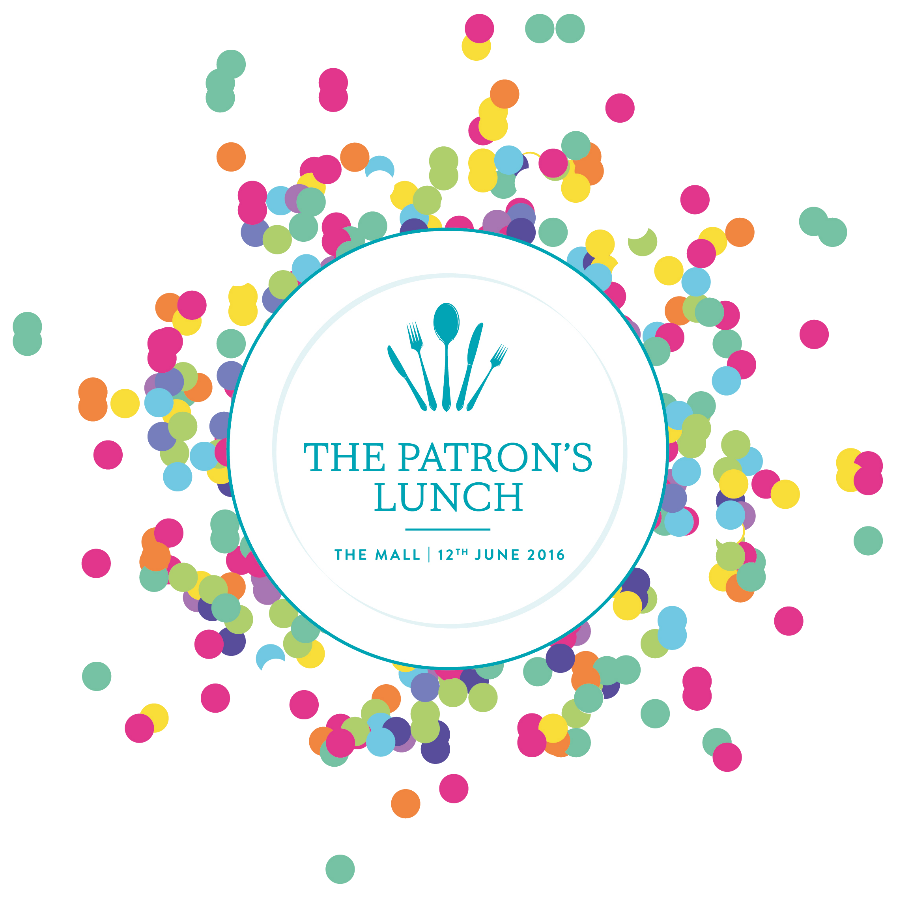 THE PATRON'S
LUNCH
THE MALL | 12TH JUNE 2016